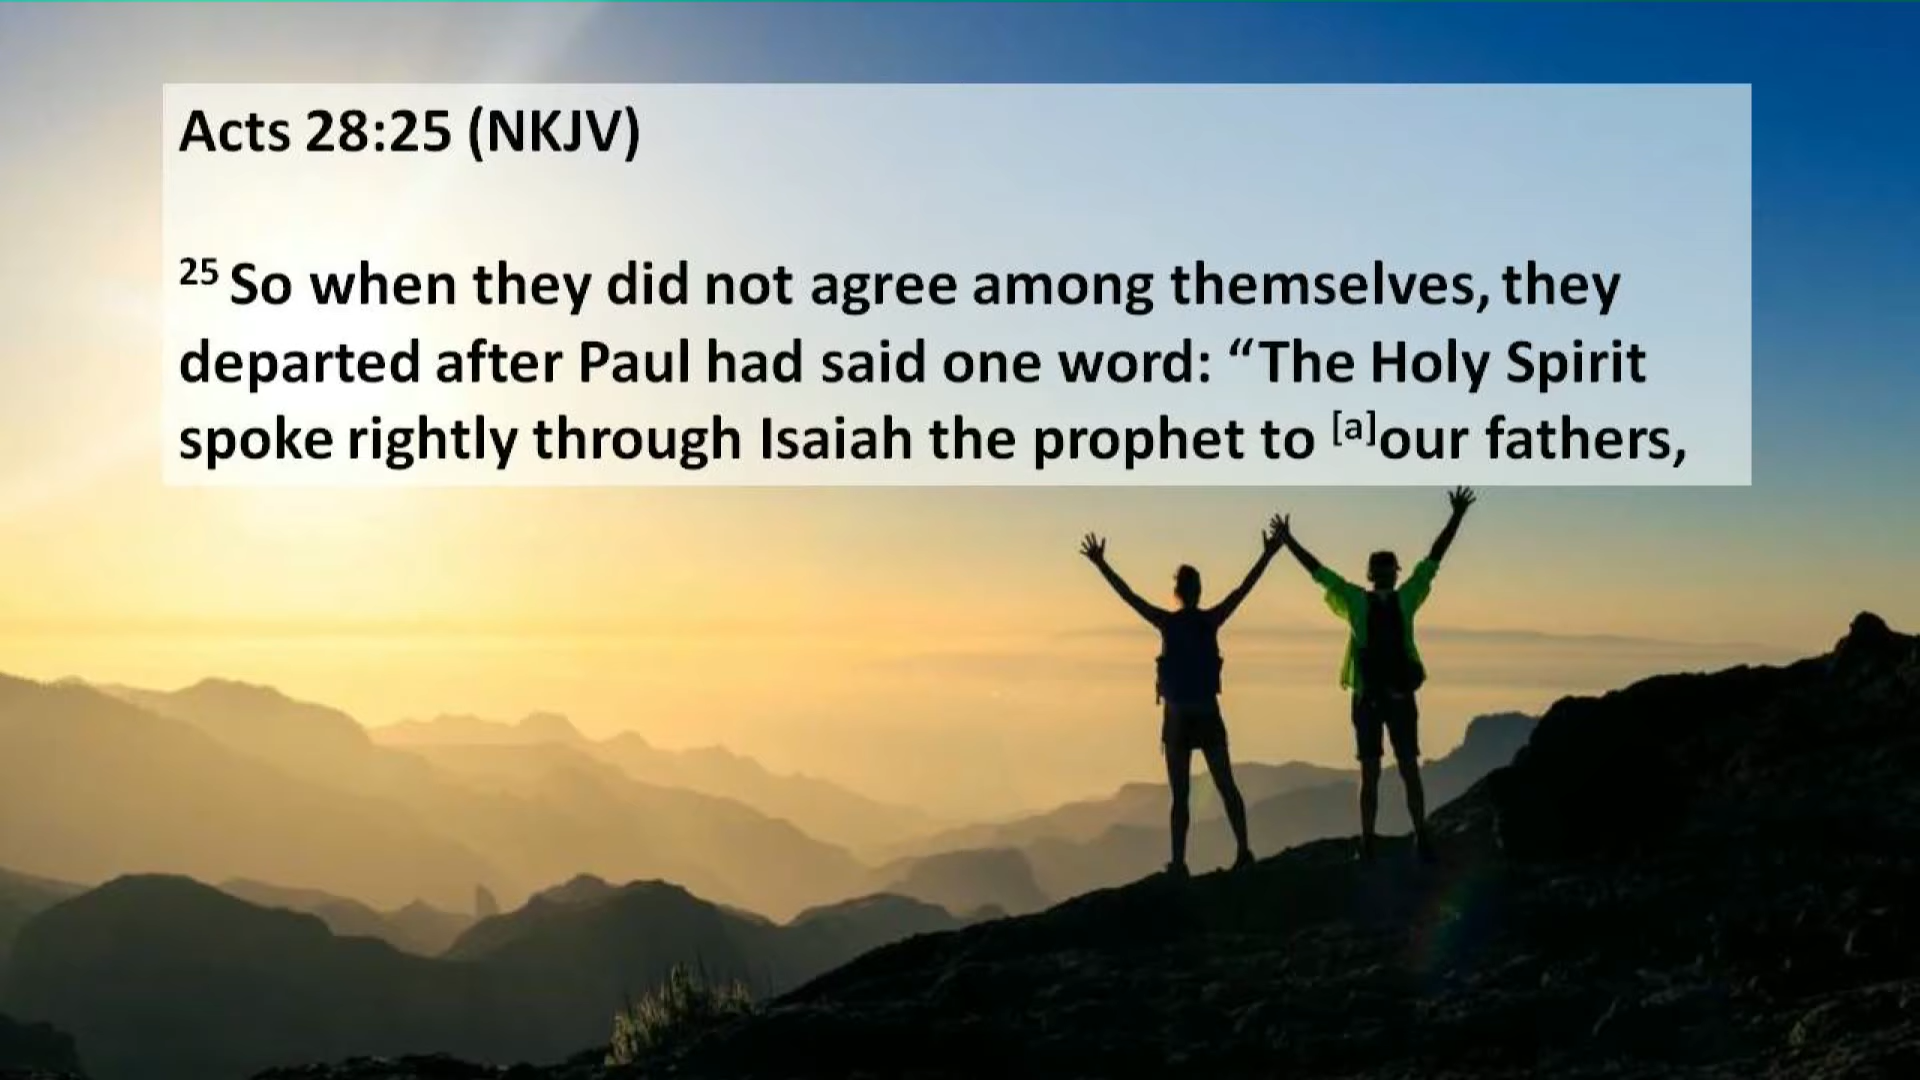 Acts 28:25 (NKJV)
25 So when they did not agree among themselves, they
departed after Paul had said one word: “The Holy Spirit
spoke rightly through Isaiah the prophet to [a]our fathers,